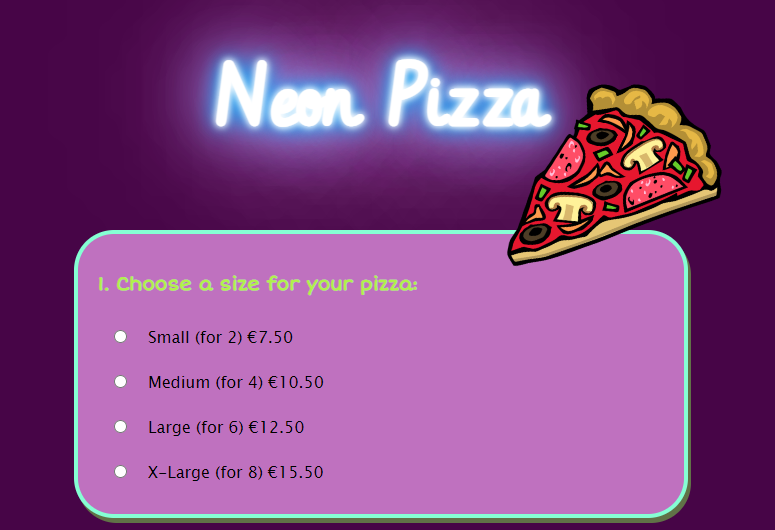 Neon Pizza
1. Choose a size for your pizza:
Small (for 2) €7.50
Medium (for 4) €10.50
Large (for 6) €12.50
X-Large (for 8) €15.50